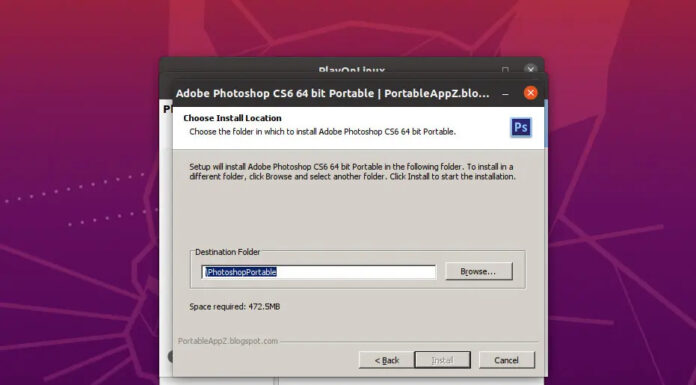 PlayOnLinux
Adobe Photoshop CS6 64 bit Portable | PortableAppZ.blo...
Choose Install Location
Choose the folder in which to install Adobe Photoshop CS6 64 bit Portable.
Ps
Setup will install Adobe Photoshop CS6 64 bit Portable in the following folder. To install in a
different folder, click Browse and select another folder. Click Install to start the installation.
Destination Folder
\PhotoshopPortable
Browse...
Space required: 472.5MB
PortableAppZ.blogspot.com
< Back
Install
Cancel